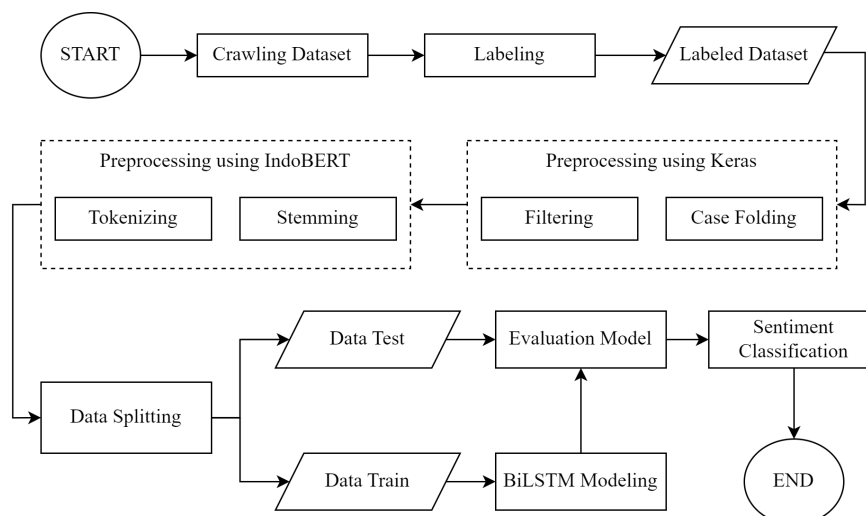 START
Crawling Dataset
Labeling
Labeled Dataset
Preprocessing using IndoBERT
Tokenizing
Stemming
Preprocessing using Keras
Filtering
Case Folding
Data Splitting
Data Test
Evaluation Model
Sentiment
Classification
Data Train
BiLSTM Modeling
END